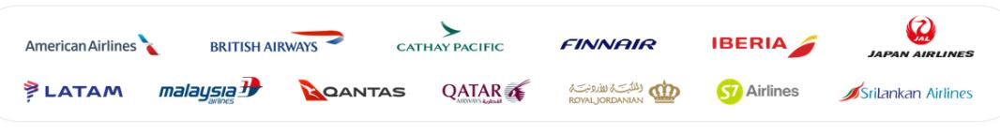 American Airlines
BRITISH AIRWAYS
CATHAY PACIFIC
FINNAIR
IBERIA
JAL
JAPAN AIRLINES
LATAM
malaysia
airlines
QANTAS
QATAR
AIRWAYS القطرية
الملكية الأردنية
ROYAL JORDANIAN
S7 Airlines
SriLankan Airlines